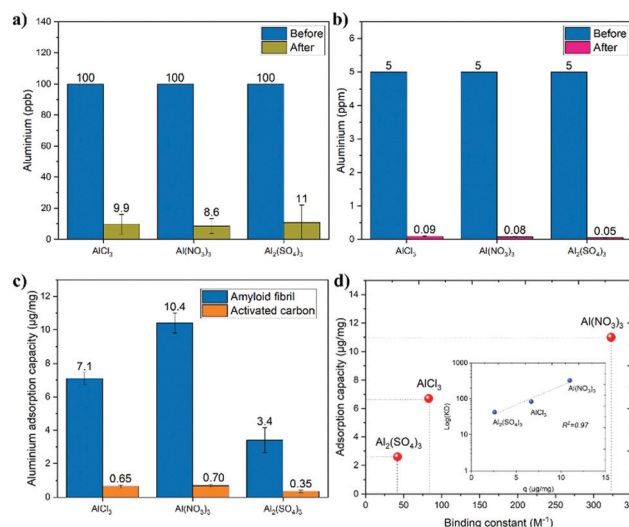 a)
140
120
100
80
60
40
20
0
Aluminium (ppb)
Before
After
100
100
100
9.9
8.6
11
AlCl3
Al(NO3)3
Al2(SO4)3
b)
7
6
5
4
3
2
1
0
Aluminium (ppm)
Before
After
5
5
5
0.09
0.08
0.05
AlCl3
Al(NO3)3
Al2(SO4)3
c)
12
10
8
6
4
2
0
Aluminium adsorption capacity (µg/mg)
Amyloid fibril
Activated carbon
7.1
10.4
3.4
0.65
0.70
0.35
AlCl3
Al(NO3)3
Al2(SO4)3
d)
16
14
12
10
8
6
4
2
0
Adsorption capacity (µg/mg)
Al(NO3)3
AlCl3
Al2(SO4)3
1000
100
10
1
Log(KD)
Al(NO3)3
AlCl3
Al2(SO4)3
R2=0.97
0 5 10 15
q (µg/mg)
0 50 100 150 200 250 300 350
Binding constant (M-1)